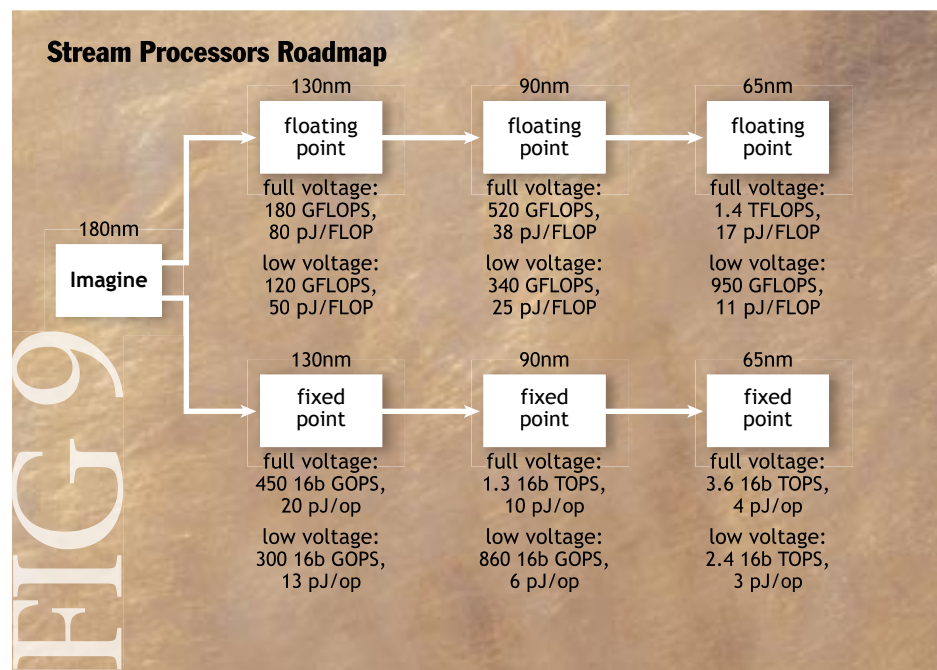 Stream Processors Roadmap
180nm
Imagine
130nm
floating
point
full voltage:
180 GFLOPS,
80 pJ/FLOP
low voltage:
120 GFLOPS,
50 pJ/FLOP
90nm
floating
point
full voltage:
520 GFLOPS,
38 pJ/FLOP
low voltage:
340 GFLOPS,
25 pJ/FLOP
65nm
floating
point
full voltage:
1.4 TFLOPS,
17 pJ/FLOP
low voltage:
950 GFLOPS,
11 pJ/FLOP
130nm
fixed
point
full voltage:
450 16b GOPS,
20 pJ/op
low voltage:
300 16b GOPS,
13 pJ/op
90nm
fixed
point
full voltage:
1.3 16b TOPS,
10 pJ/op
low voltage:
860 16b GOPS,
6 pJ/op
65nm
fixed
point
full voltage:
3.6 16b TOPS,
4 pJ/op
low voltage:
2.4 16b TOPS,
3 pJ/op
FIG 9